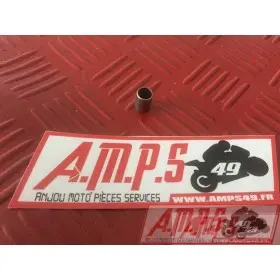 A.M.P.S
49
ANJOU MOTO PIÈCES SERVICES
WWW.AMPS49.FR